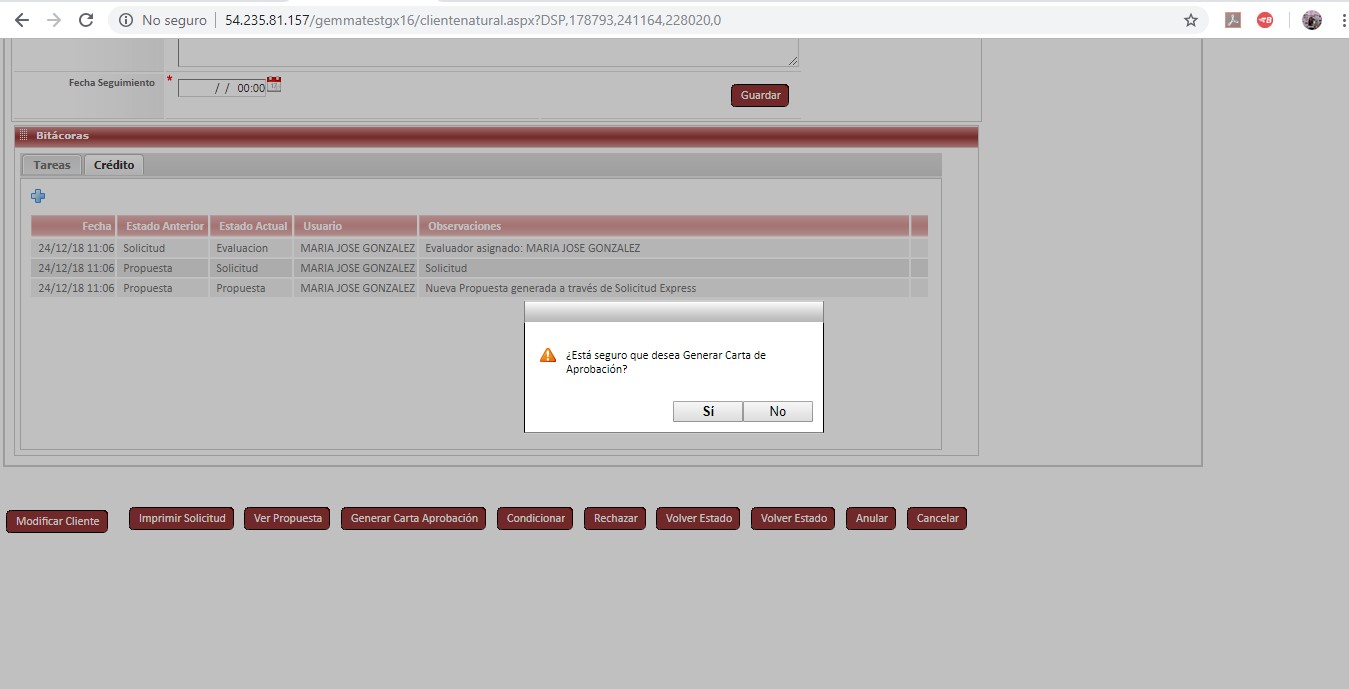 No seguro
54.235.81.157/gemmatestgx16/clientenatural.aspx?DSP,178793,241164,228020,0
Fecha Seguimiento * / / 00:00
Guardar
Bitácoras
Tareas Crédito
Fecha Estado Anterior Estado Actual Usuario Observaciones
24/12/18 11:06 Solicitud Evaluacion MARIA JOSE GONZALEZ Evaluador asignado: MARIA JOSE GONZALEZ
24/12/18 11:06 Propuesta Solicitud MARIA JOSE GONZALEZ Solicitud
24/12/18 11:06 Propuesta Propuesta MARIA JOSE GONZALEZ Nueva Propuesta generada a través de Solicitud Express
¿Está seguro que desea Generar Carta de
Aprobación?
Sí No
Modificar Cliente Imprimir Solicitud Ver Propuesta Generar Carta Aprobación Condicionar Rechazar Volver Estado Volver Estado Anular Cancelar